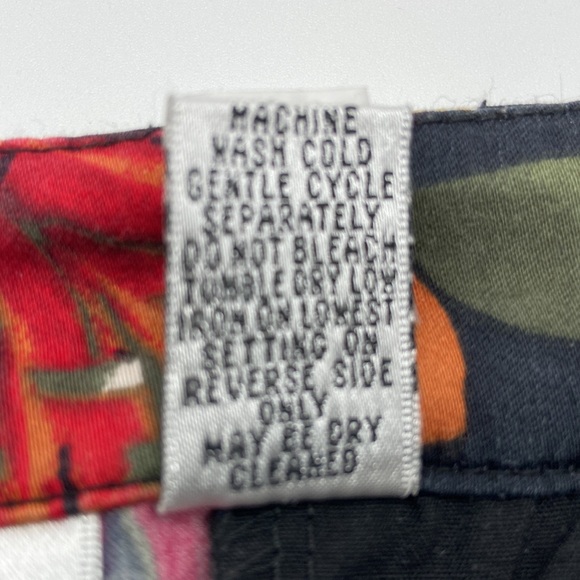 MACHINE
WASH COLD
GENTLE CYCLE
SEPARATELY
DO NOT BLEACH
TUMBLE DRY LOW
IRON ON LOWEST
SETTING ON
REVERSE SIDE
ONLY
MAY BE DRY
CLEANED